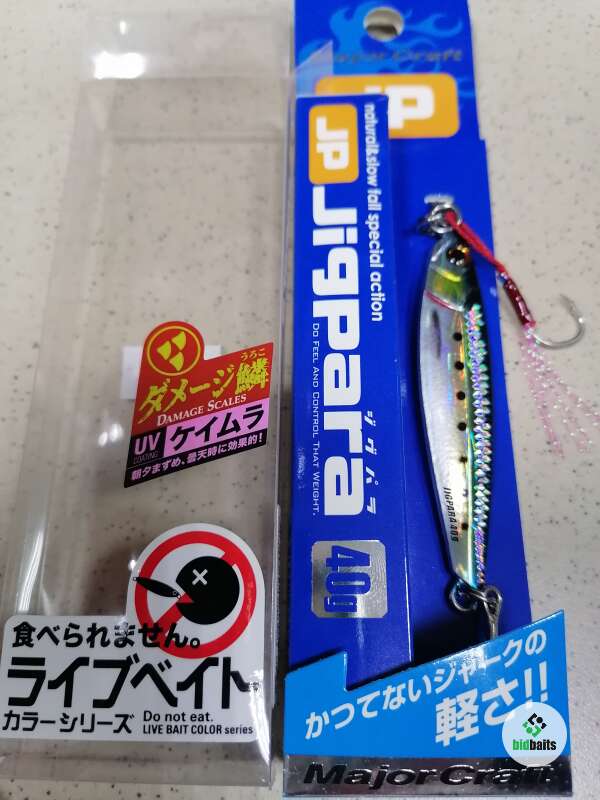 うろこ
ダメージ鱗
DAMAGE SCALES
UV
COATING
ケイムラ
朝夕まずめ、曇天時に効果的!
食べられません。
ライブベイト
カラーシリーズ
Do not eat.
LIVE BAIT COLOR series
Major Craft
JP
natural&slow fall special action
JP
Jigpara
DO FEEL AND CONTROL THAT WEIGHT.
ジグパラ
40g
JIGPARA 40g
かつてないジャークの
軽さ!!
Major Craft
bidbaits